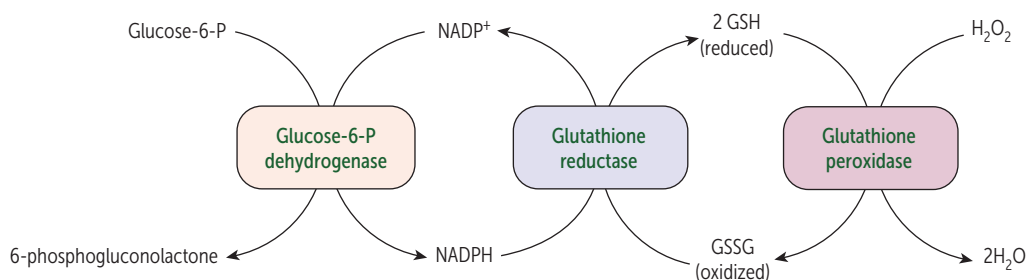 Glucose-6-P
NADP⁺
2 GSH
(reduced)
H₂O₂
Glucose-6-P
dehydrogenase
Glutathione
reductase
Glutathione
peroxidase
6-phosphogluconolactone
NADPH
GSSG
(oxidized)
2H₂O